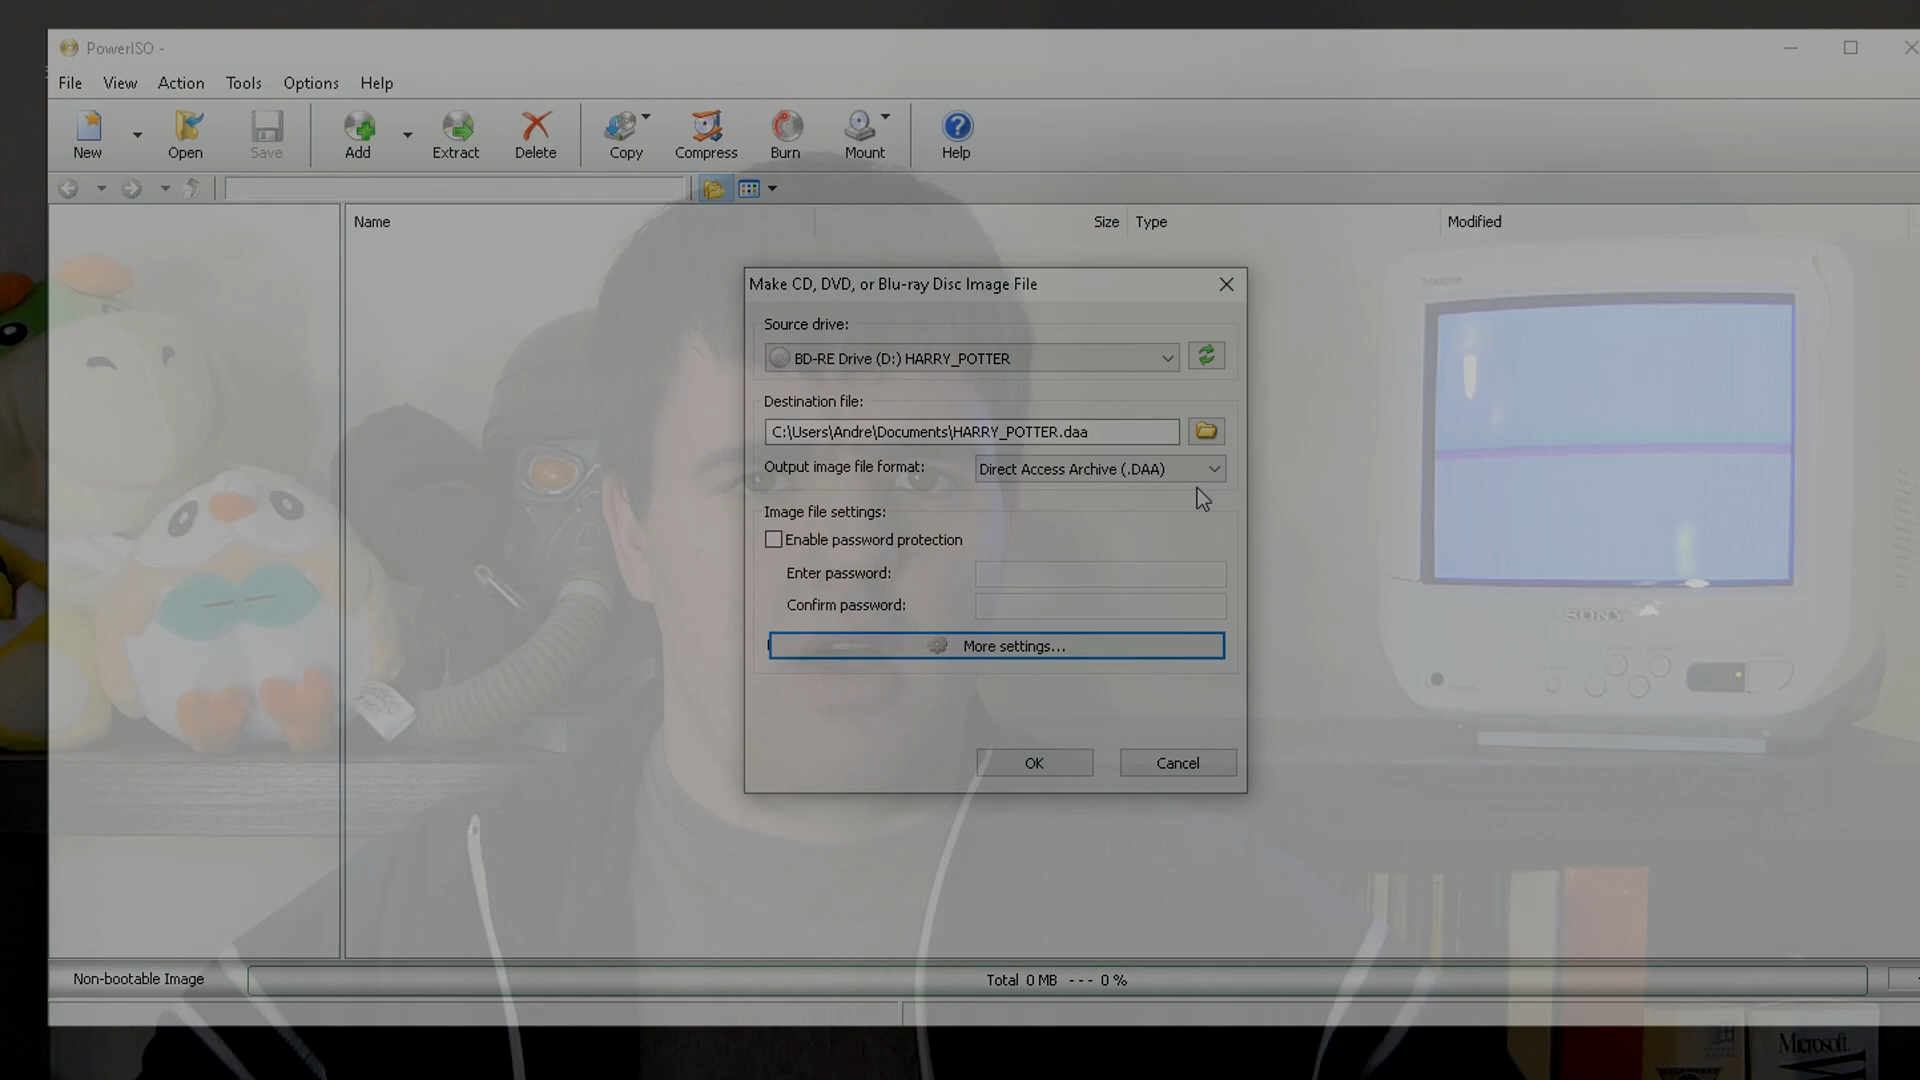 PowerISO -
File View Action Tools Options Help
New Open Save Add Extract Delete Copy Compress Burn Mount Help
Name Size Type Modified
Make CD, DVD, or Blu-ray Disc Image File
Source drive:
BD-RE Drive (D:) HARRY_POTTER
Destination file:
C:\Users\Andre\Documents\HARRY_POTTER.daa
Output image file format: Direct Access Archive (.DAA)
Image file settings:
Enable password protection
Enter password:
Confirm password:
More settings...
OK Cancel
SONY
Non-bootable Image Total 0 MB --- 0 %
Microsoft